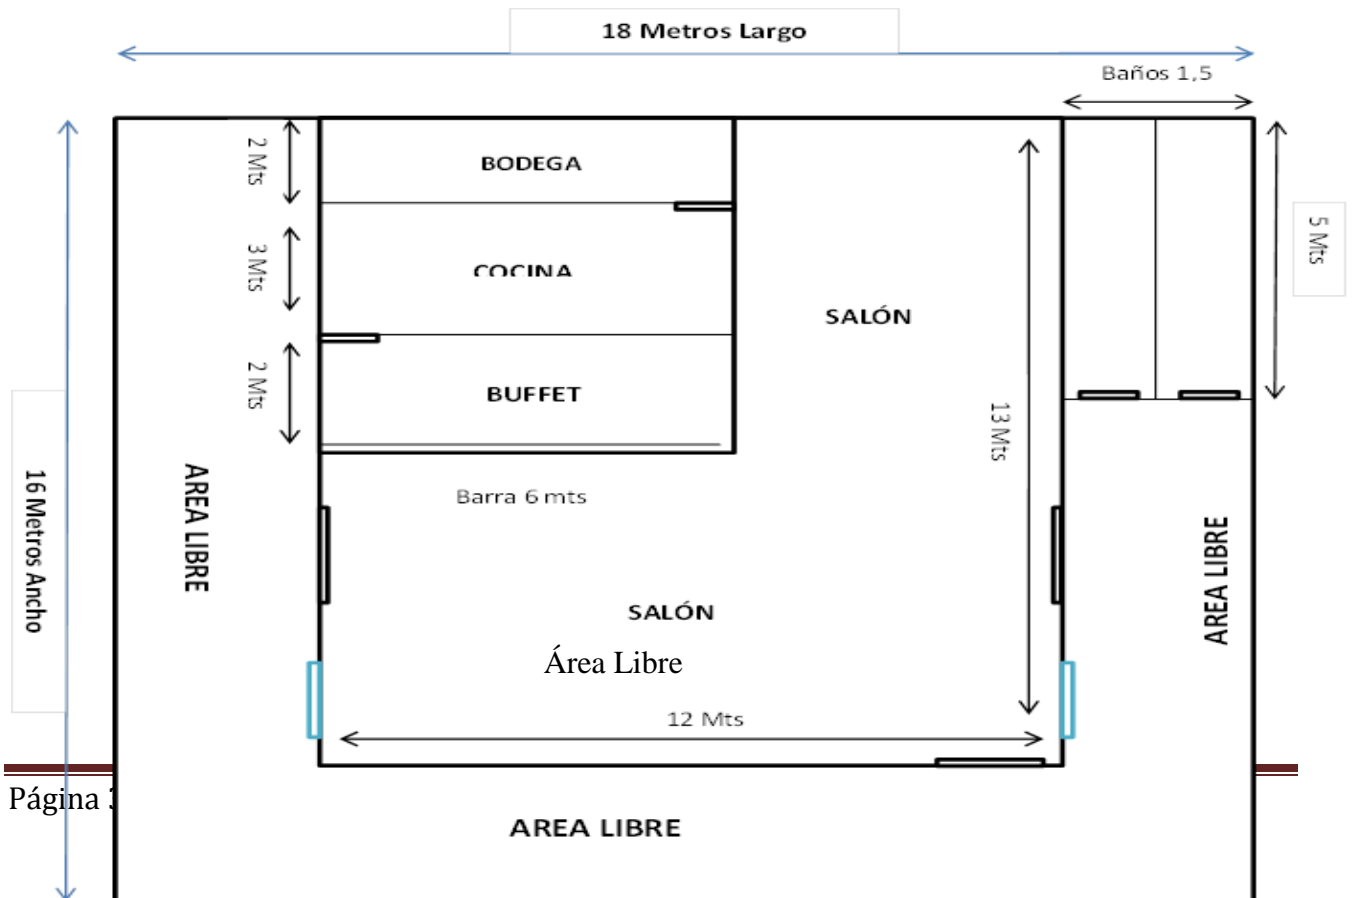 18 Metros Largo
Baños 1,5
2 Mts
BODEGA
5 Mts
3 Mts
COCINA
SALÓN
2 Mts
BUFFET
13 Mts
16 Metros Ancho
AREA LIBRE
Barra 6 mts
AREA LIBRE
SALÓN
Área Libre
12 Mts
Página 3
AREA LIBRE